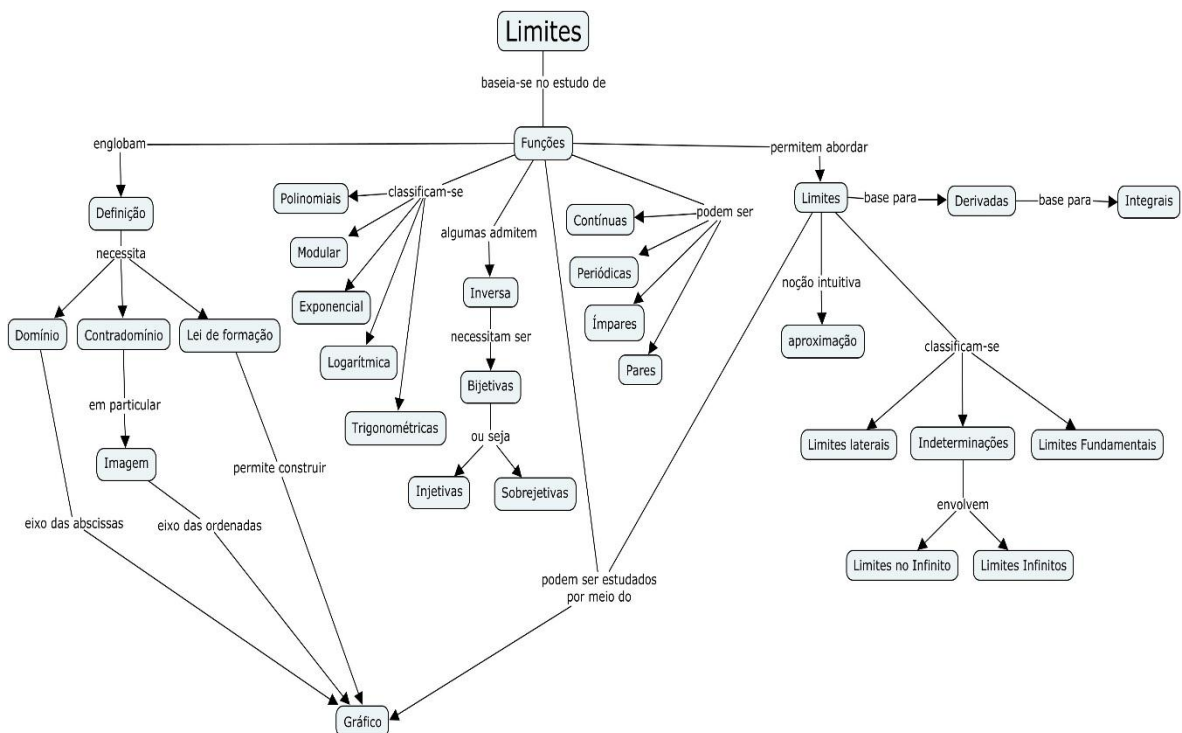 Limites
baseia-se no estudo de
Funções
englobam
permitem abordar
Definição
necessita
Domínio
Contradomínio
Lei de formação
em particular
Imagem
eixo das abscissas
eixo das ordenadas
permite construir
classificam-se
Polinomiais
Modular
Exponencial
Logarítmica
Trigonométricas
algumas admitem
Inversa
necessitam ser
Bijetivas
ou seja
Injetivas
Sobrejetivas
podem ser
Contínuas
Periódicas
Ímpares
Pares
Limites
base para
Derivadas
base para
Integrais
noção intuitiva
aproximação
classificam-se
Limites laterais
Indeterminações
Limites Fundamentais
envolvem
Limites no Infinito
Limites Infinitos
podem ser estudados
por meio do
Gráfico